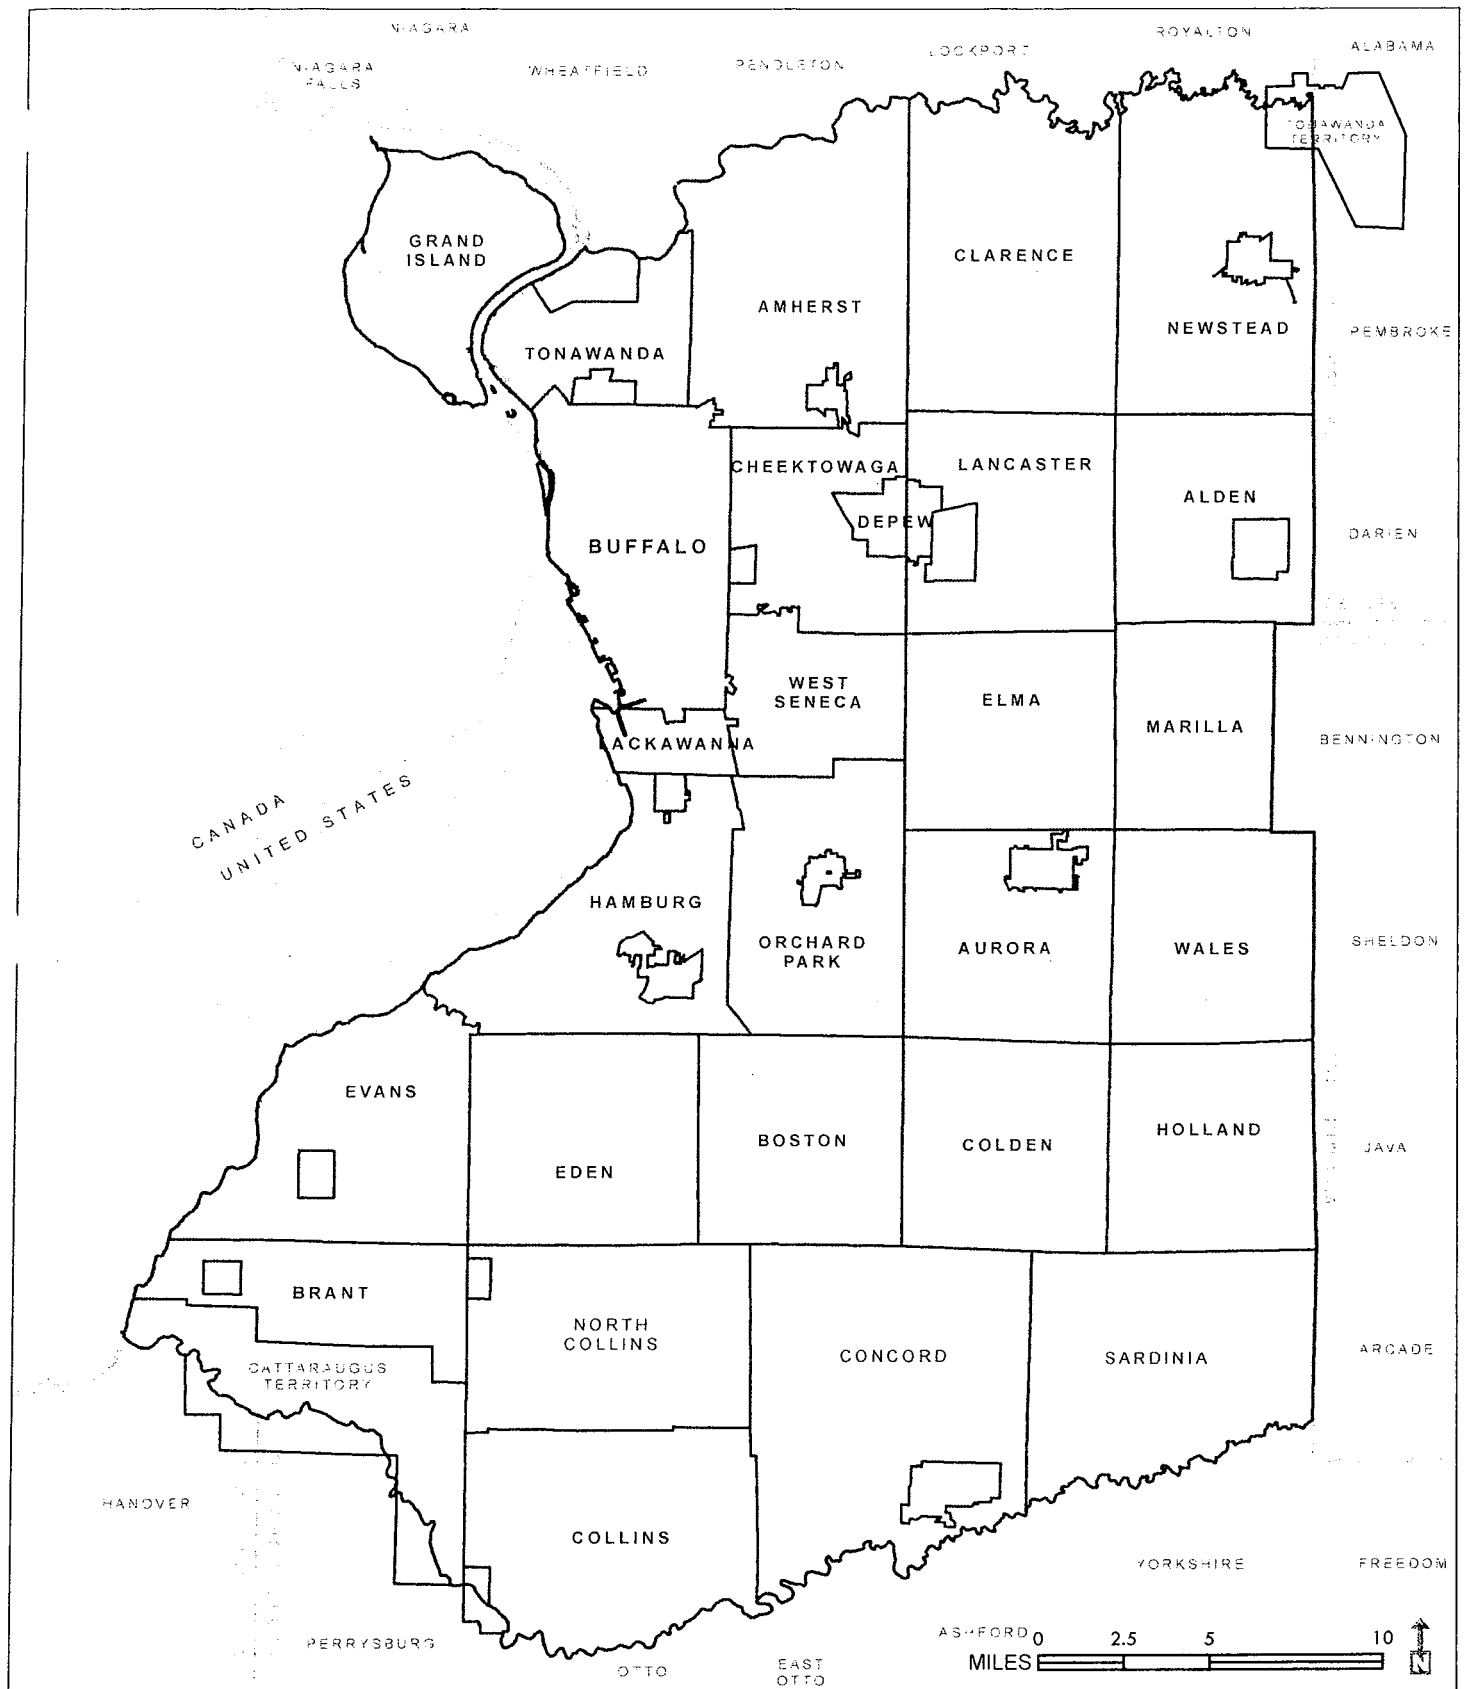 NIAGARA
ROYALTON
LOCKPORT
ALABAMA
NIAGARA
FALLS
WHEATFIELD
PENDLETON
TONAWANDA
TERRITORY
GRAND
ISLAND
CLARENCE
AMHERST
NEWSTEAD
PEMBROKE
TONAWANDA
CHEEKTOWAGA
LANCASTER
ALDEN
DEPEW
DARIEN
BUFFALO
WEST
SENECA
ELMA
MARILLA
LACKAWANNA
BENNINGTON
CANADA
UNITED STATES
HAMBURG
ORCHARD
PARK
AURORA
WALES
SHELDON
EVANS
EDEN
BOSTON
COLDEN
HOLLAND
JAVA
BRANT
NORTH
COLLINS
CONCORD
SARDINIA
ARCADE
CATTARAUGUS
TERRITORY
HANOVER
COLLINS
YORKSHIRE
FREEDOM
PERRYSBURG
OTTO
EAST
OTTO
ASHFORD
0 2.5 5 10
MILES
N